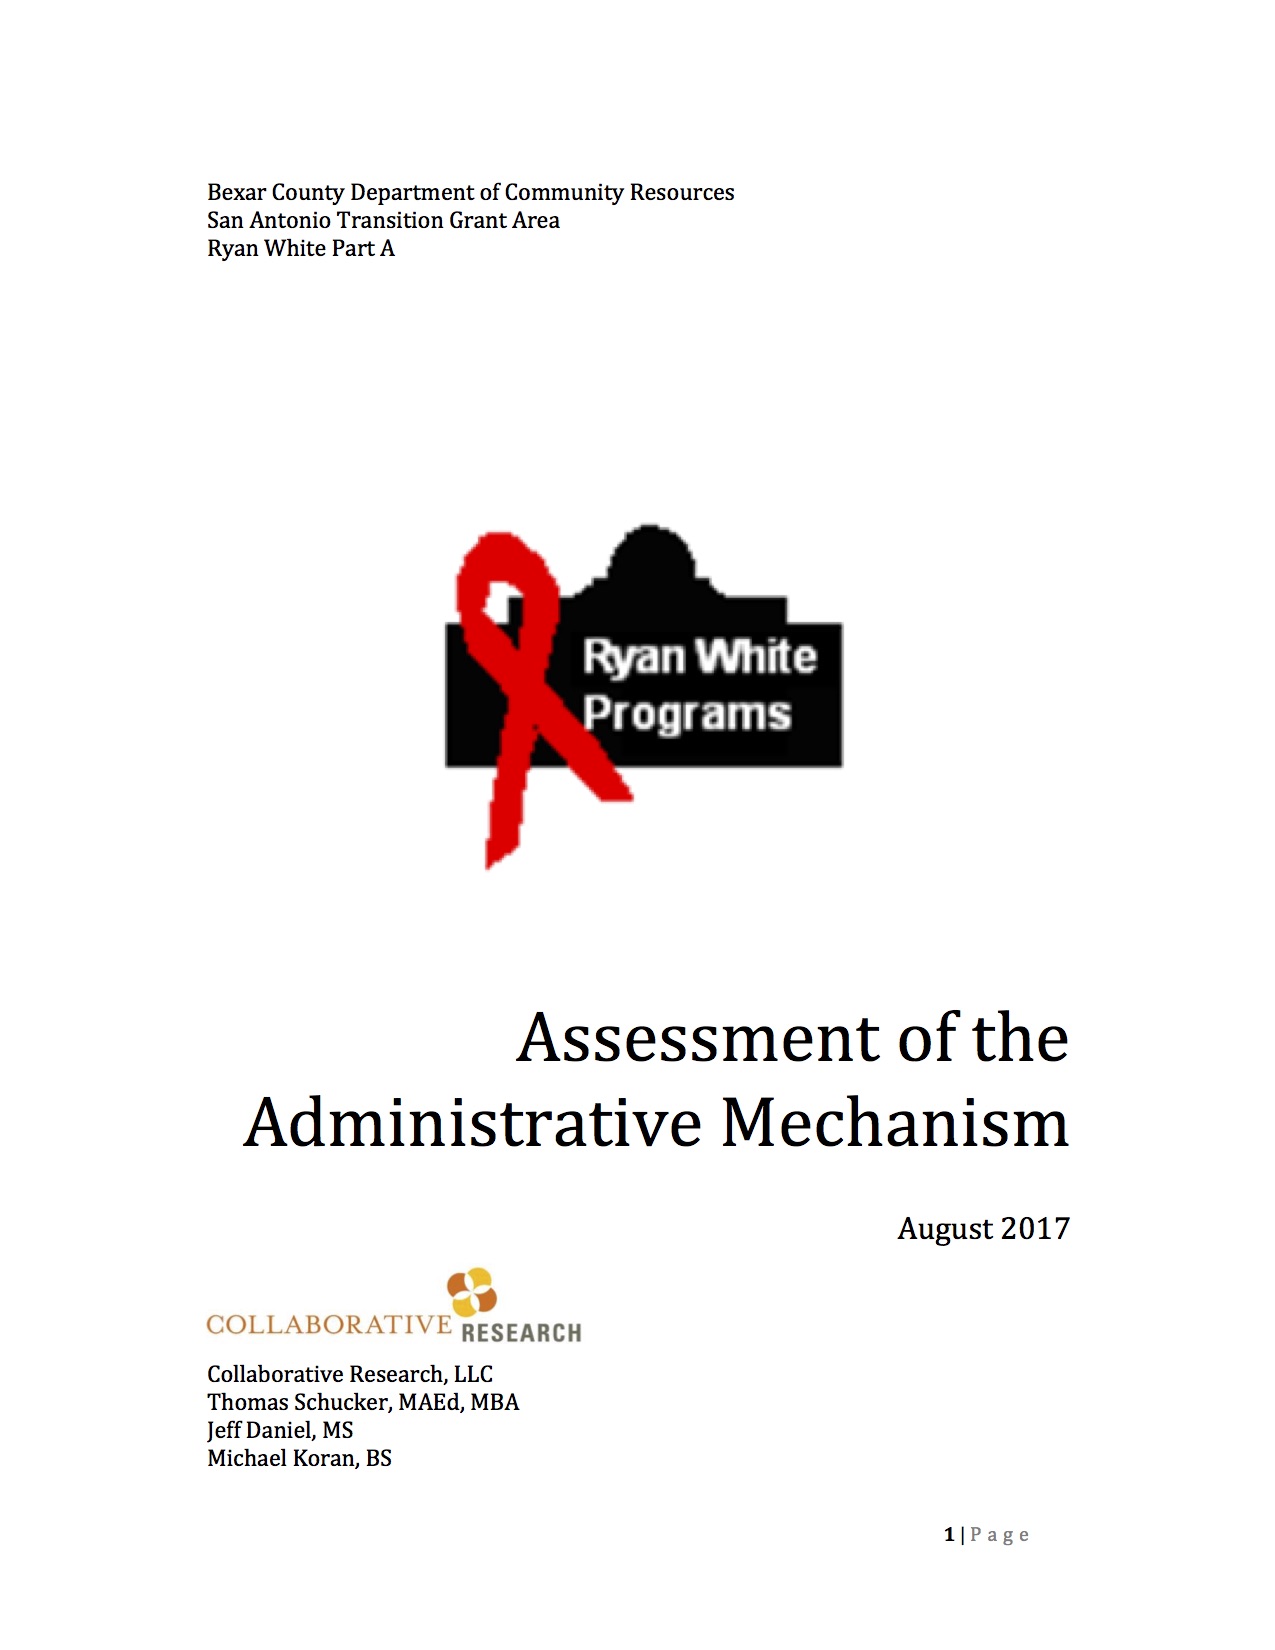 Bexar County Department of Community Resources
San Antonio Transition Grant Area
Ryan White Part A
Ryan White
Programs
Assessment of the
Administrative Mechanism
August 2017
COLLABORATIVE RESEARCH
Collaborative Research, LLC
Thomas Schucker, MAEd, MBA
Jeff Daniel, MS
Michael Koran, BS
1 | Page